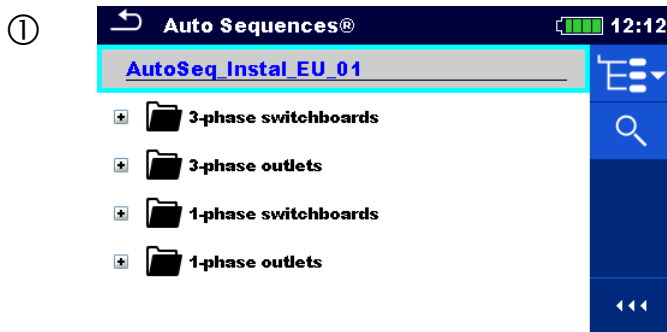 ①
Auto Sequences® 12:12
AutoSeq_Instal_EU_01
3-phase switchboards
3-phase outlets
1-phase switchboards
1-phase outlets